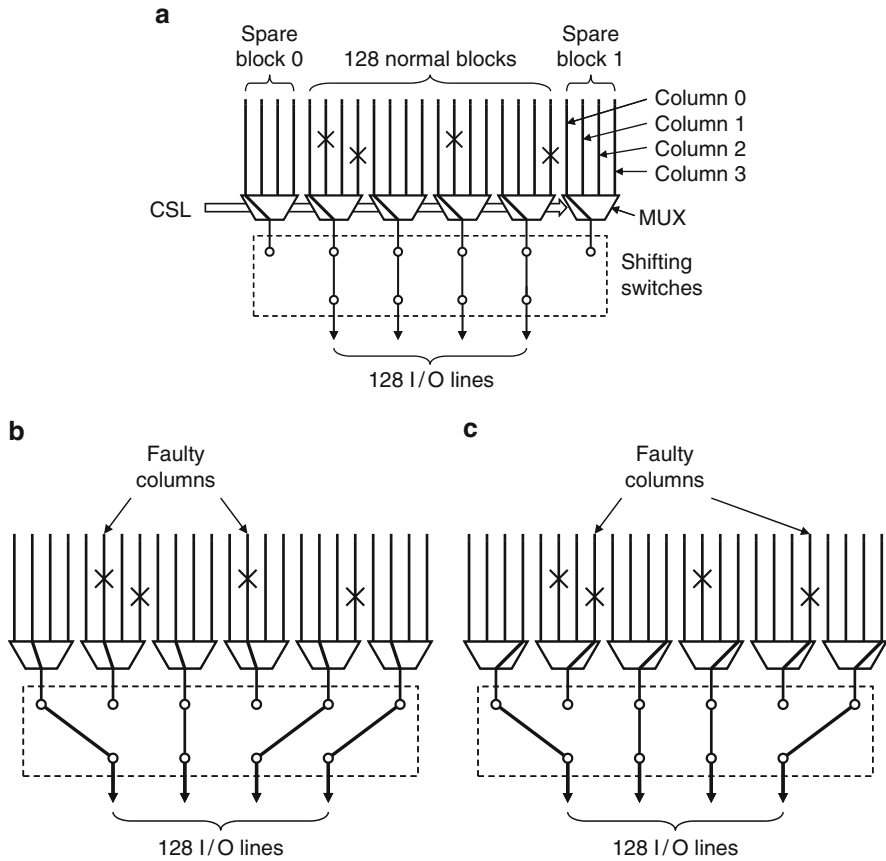 a
Spare
block 0
128 normal blocks
Spare
block 1
Column 0
Column 1
Column 2
Column 3
CSL
MUX
Shifting
switches
128 I/O lines
b
Faulty
columns
128 I/O lines
c
Faulty
columns
128 I/O lines